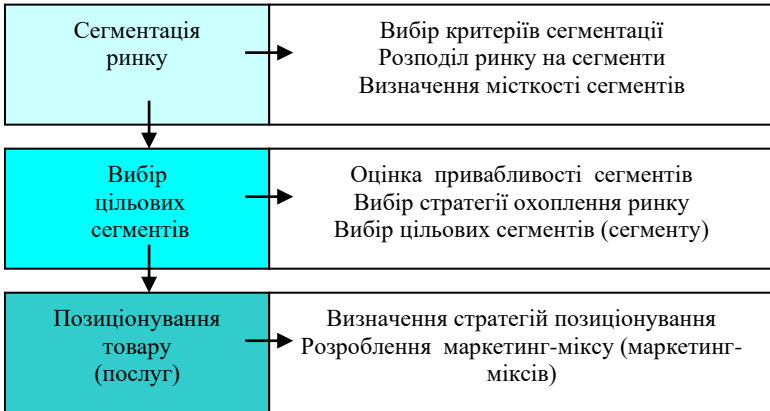 Сегментація
ринку
Вибір критеріїв сегментації
Розподіл ринку на сегменти
Визначення місткості сегментів
Вибір
цільових
сегментів
Оцінка привабливості сегментів
Вибір стратегії охоплення ринку
Вибір цільових сегментів (сегменту)
Позиціонування
товару
(послуг)
Визначення стратегій позиціонування
Розроблення маркетинг-міксу (маркетинг-
міксів)